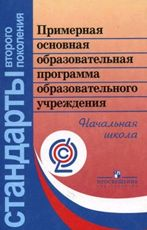 стандарты
второго
поколения
Примерная
основная
образовательная
программа
образовательного
учреждения
Начальная
школа
ПРОСВЕЩЕНИЕ